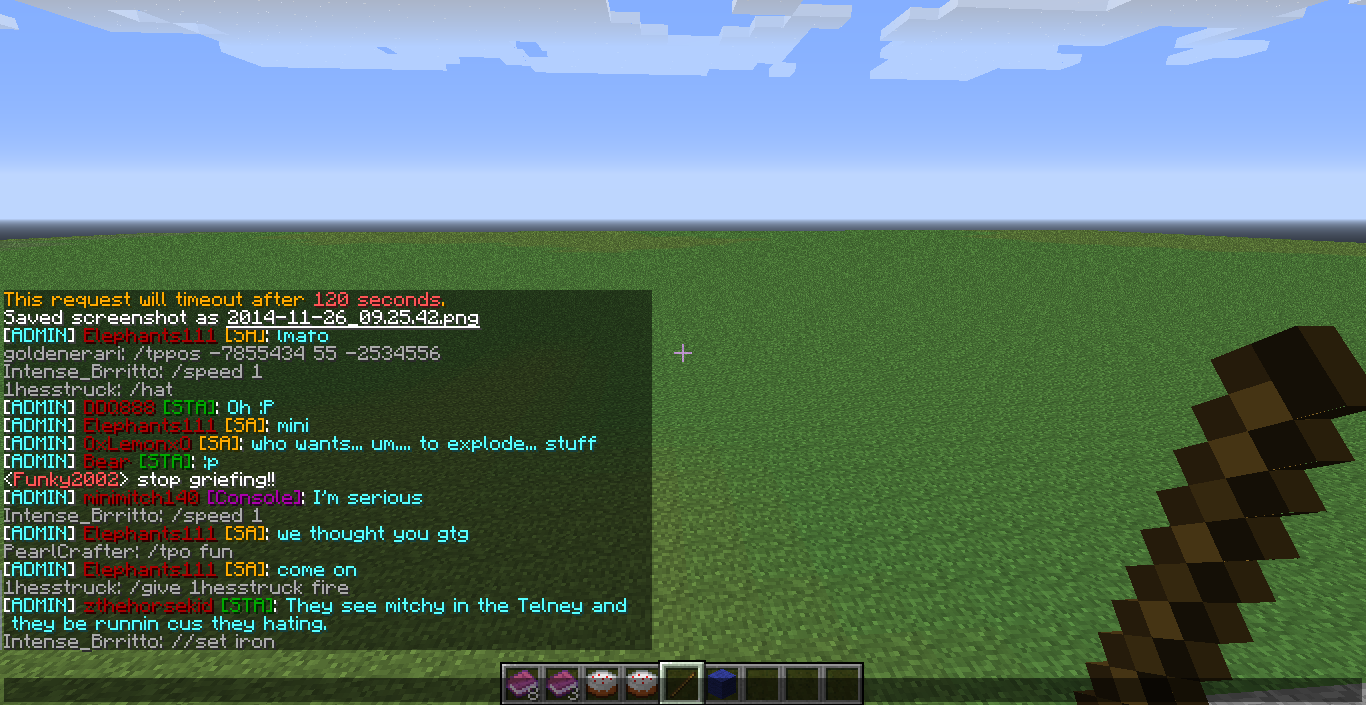 This request will timeout after 120 seconds.
Saved screenshot as 2014-11-26_09.25.42.png
[ADMIN] Elephants111 [SA]: lmato
goldenerari: /tppos -7855434 55 -2534556
Intense_Brritto: /speed 1
1hesstruck: /hat
[ADMIN] DDQ888 [STA]: Oh :P
[ADMIN] Elephants111 [SA]: mini
[ADMIN] 0xLemonx0 [SA]: who wants... um.... to explode... stuff
[ADMIN] Bear [STA]: :p
<Funky2002> stop griefing!!
[ADMIN] minimitch140 [Console]: I'm serious
Intense_Brritto: /speed 1
[ADMIN] Elephants111 [SA]: we thought you gtg
PearlCrafter: /tpo fun
[ADMIN] Elephants111 [SA]: come on
1hesstruck: /give 1hesstruck fire
[ADMIN] zthehorsekid [STA]: They see mitchy in the Telney and
they be runnin cus they hating.
Intense_Brritto: //set iron
8
3